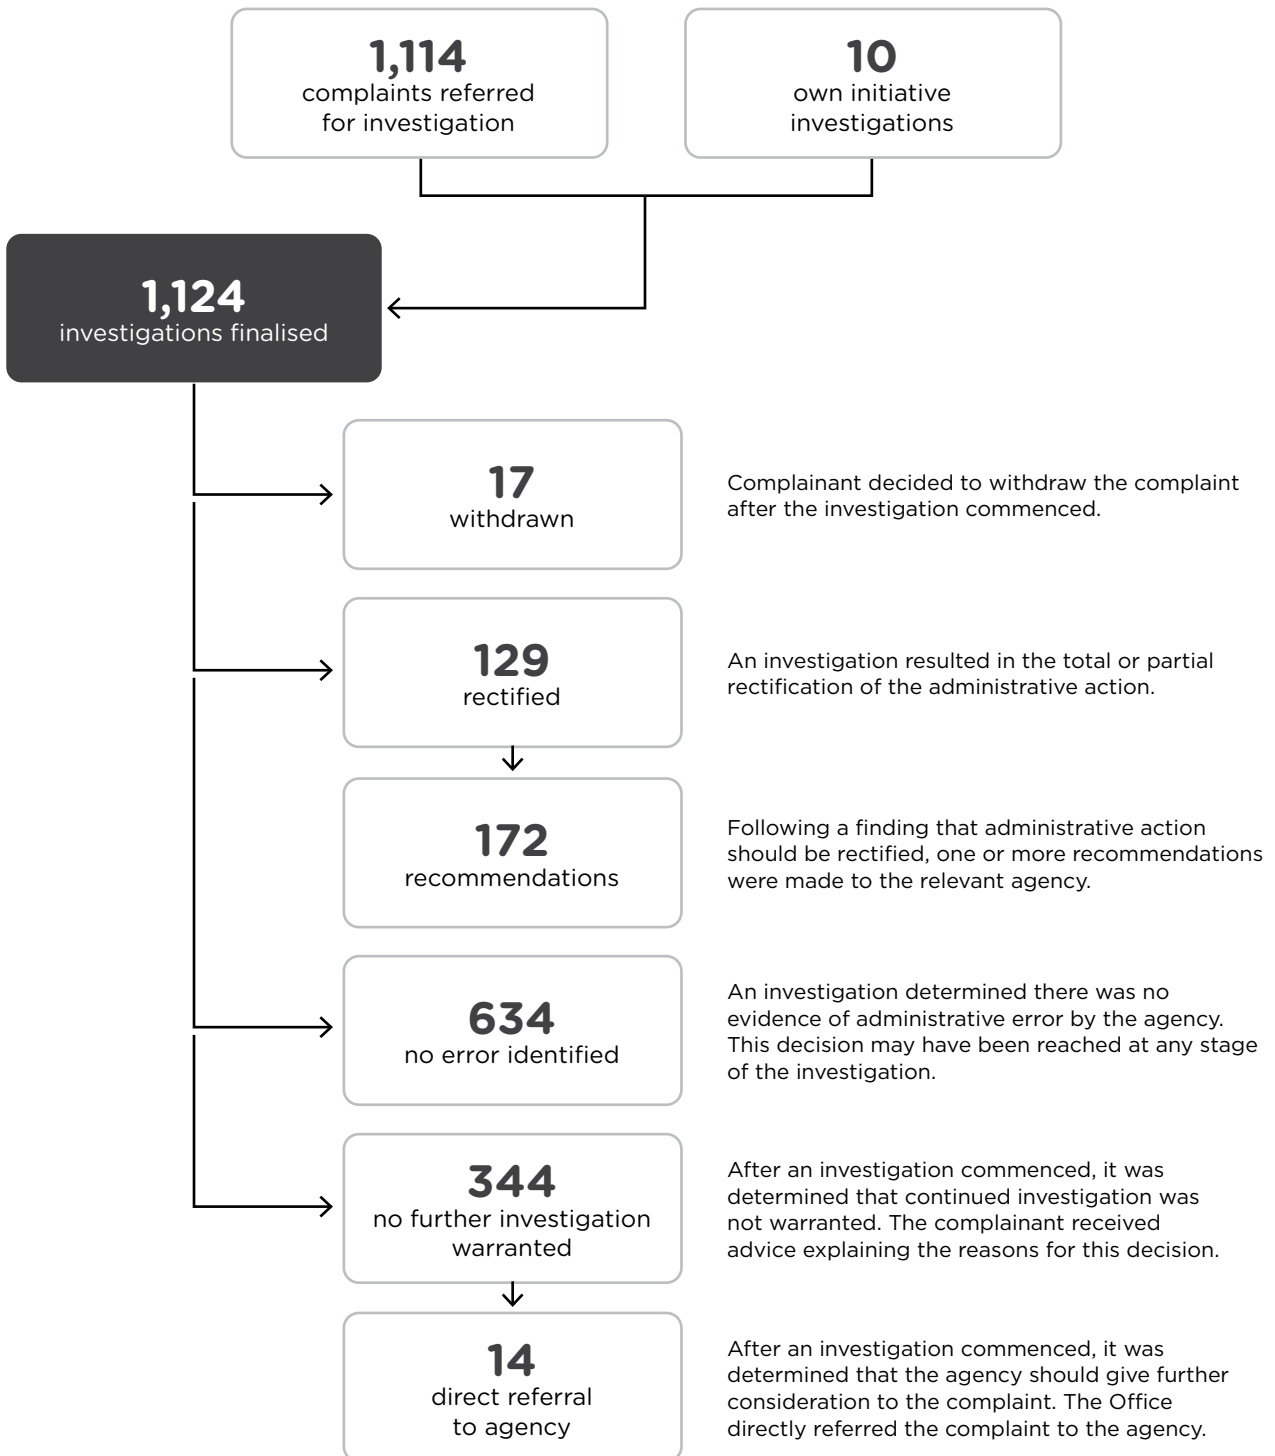 1,114
complaints referred
for investigation
10
own initiative
investigations
1,124
investigations finalised
17
withdrawn
Complainant decided to withdraw the complaint
after the investigation commenced.
129
rectified
An investigation resulted in the total or partial
rectification of the administrative action.
172
recommendations
Following a finding that administrative action
should be rectified, one or more recommendations
were made to the relevant agency.
634
no error identified
An investigation determined there was no
evidence of administrative error by the agency.
This decision may have been reached at any stage
of the investigation.
344
no further investigation
warranted
After an investigation commenced, it was
determined that continued investigation was
not warranted. The complainant received
advice explaining the reasons for this decision.
14
direct referral
to agency
After an investigation commenced, it was
determined that the agency should give further
consideration to the complaint. The Office
directly referred the complaint to the agency.